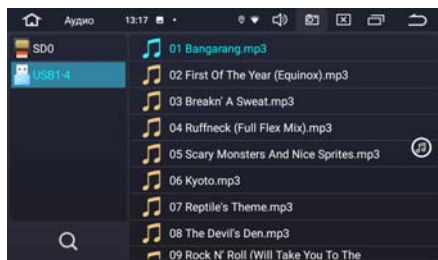 Аудио 13:17
SD0
USB1-4
01 Bangarang.mp3
02 First Of The Year (Equinox).mp3
03 Breakn' A Sweat.mp3
04 Ruffneck (Full Flex Mix).mp3
05 Scary Monsters And Nice Sprites.mp3
06 Kyoto.mp3
07 Reptile's Theme.mp3
08 The Devil's Den.mp3
09 Rock N' Roll (Will Take You To The